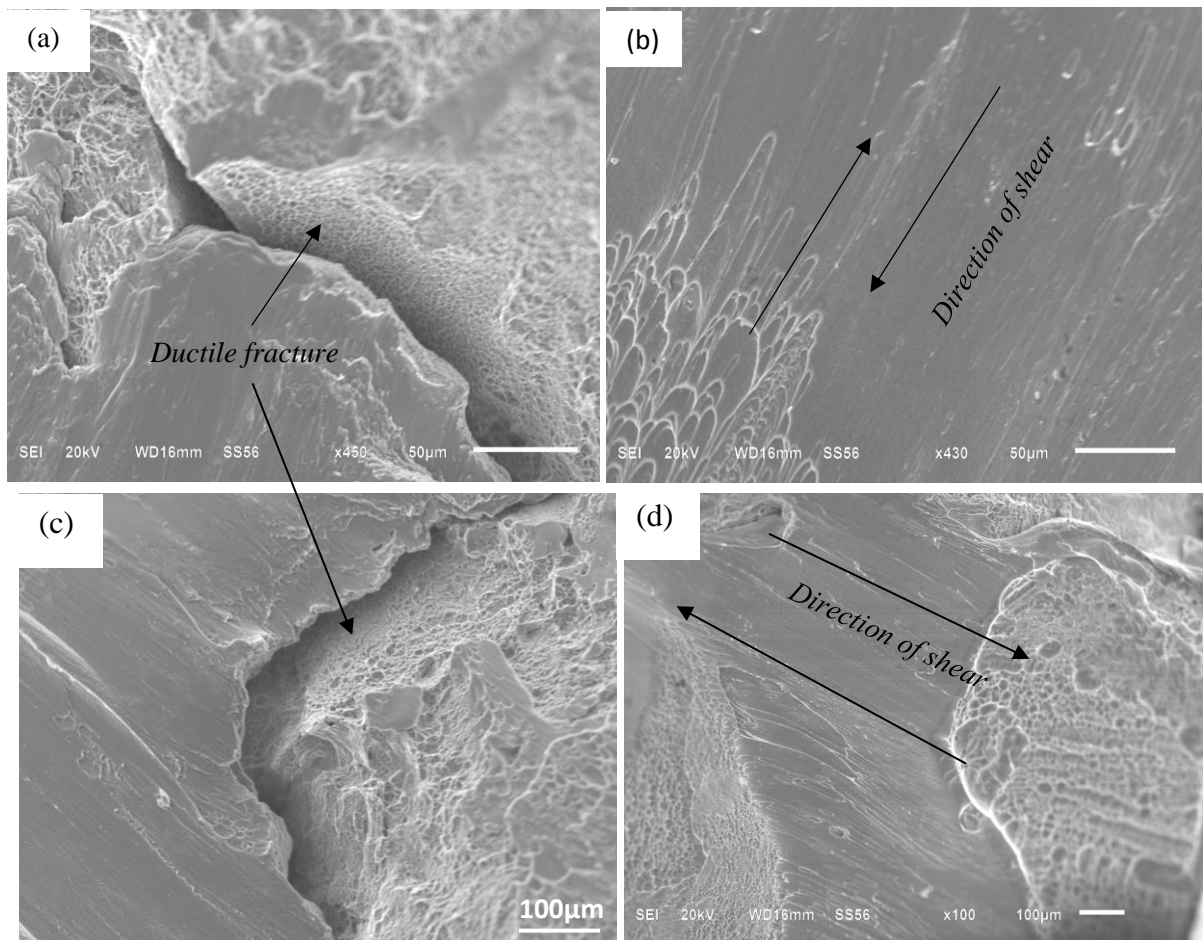 (a)
Ductile fracture
SEI 20kV WD16mm SS56 x450 50µm
(b)
Direction of shear
SEI 20kV WD16mm SS56 x430 50µm
(c)
100µm
(d)
Direction of shear
SEI 20kV WD16mm SS56 x100 100µm